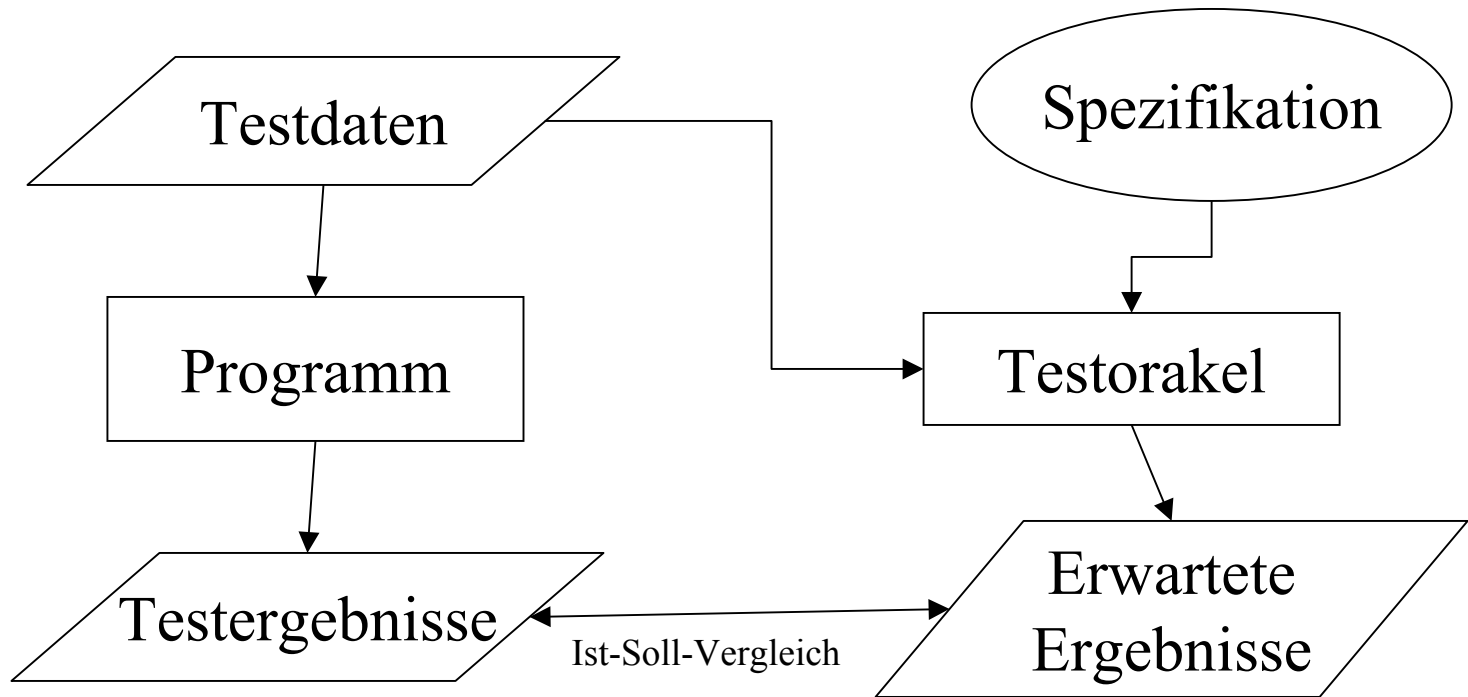 Testdaten
Spezifikation
Programm
Testorakel
Testergebnisse
Ist-Soll-Vergleich
Erwartete
Ergebnisse